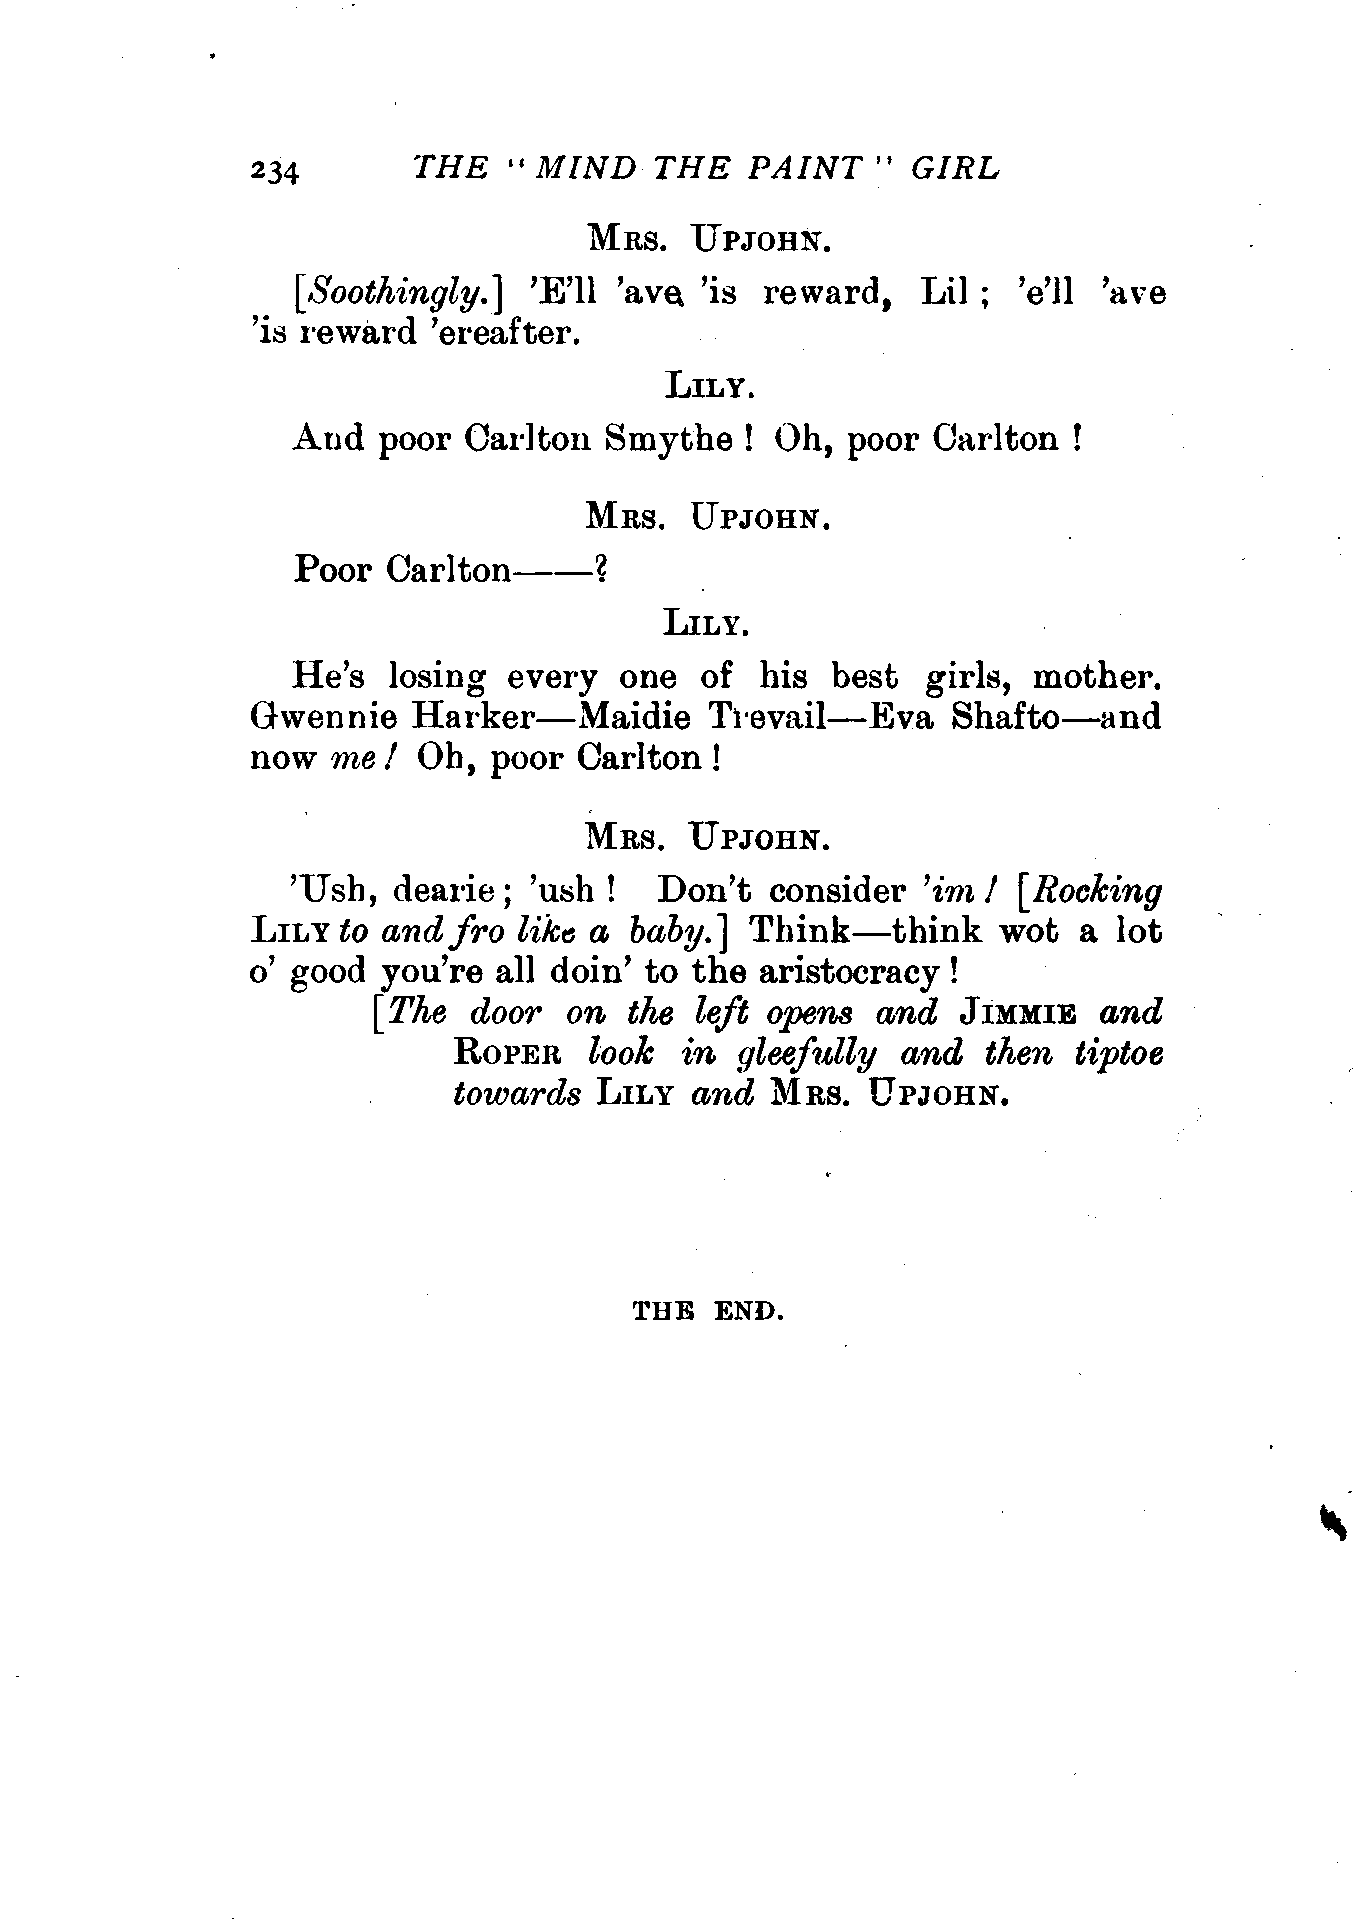 234 THE "MIND THE PAINT" GIRL
MRS. UPJOHN.
[Soothingly.] 'E'll 'ave 'is reward, Lil; 'e'll 'ave
'is reward 'ereafter.
LILY.
And poor Carlton Smythe! Oh, poor Carlton!
MRS. UPJOHN.
Poor Carlton——?
LILY.
He's losing every one of his best girls, mother.
Gwennie Harker—Maidie Trevail—Eva Shafto—and
now me! Oh, poor Carlton!
MRS. UPJOHN.
'Ush, dearie; 'ush! Don't consider 'im! [Rocking
LILY to and fro like a baby.] Think—think wot a lot
o' good you're all doin' to the aristocracy!
[The door on the left opens and JIMMIE and
ROPER look in gleefully and then tiptoe
towards LILY and MRS. UPJOHN.
THE END.